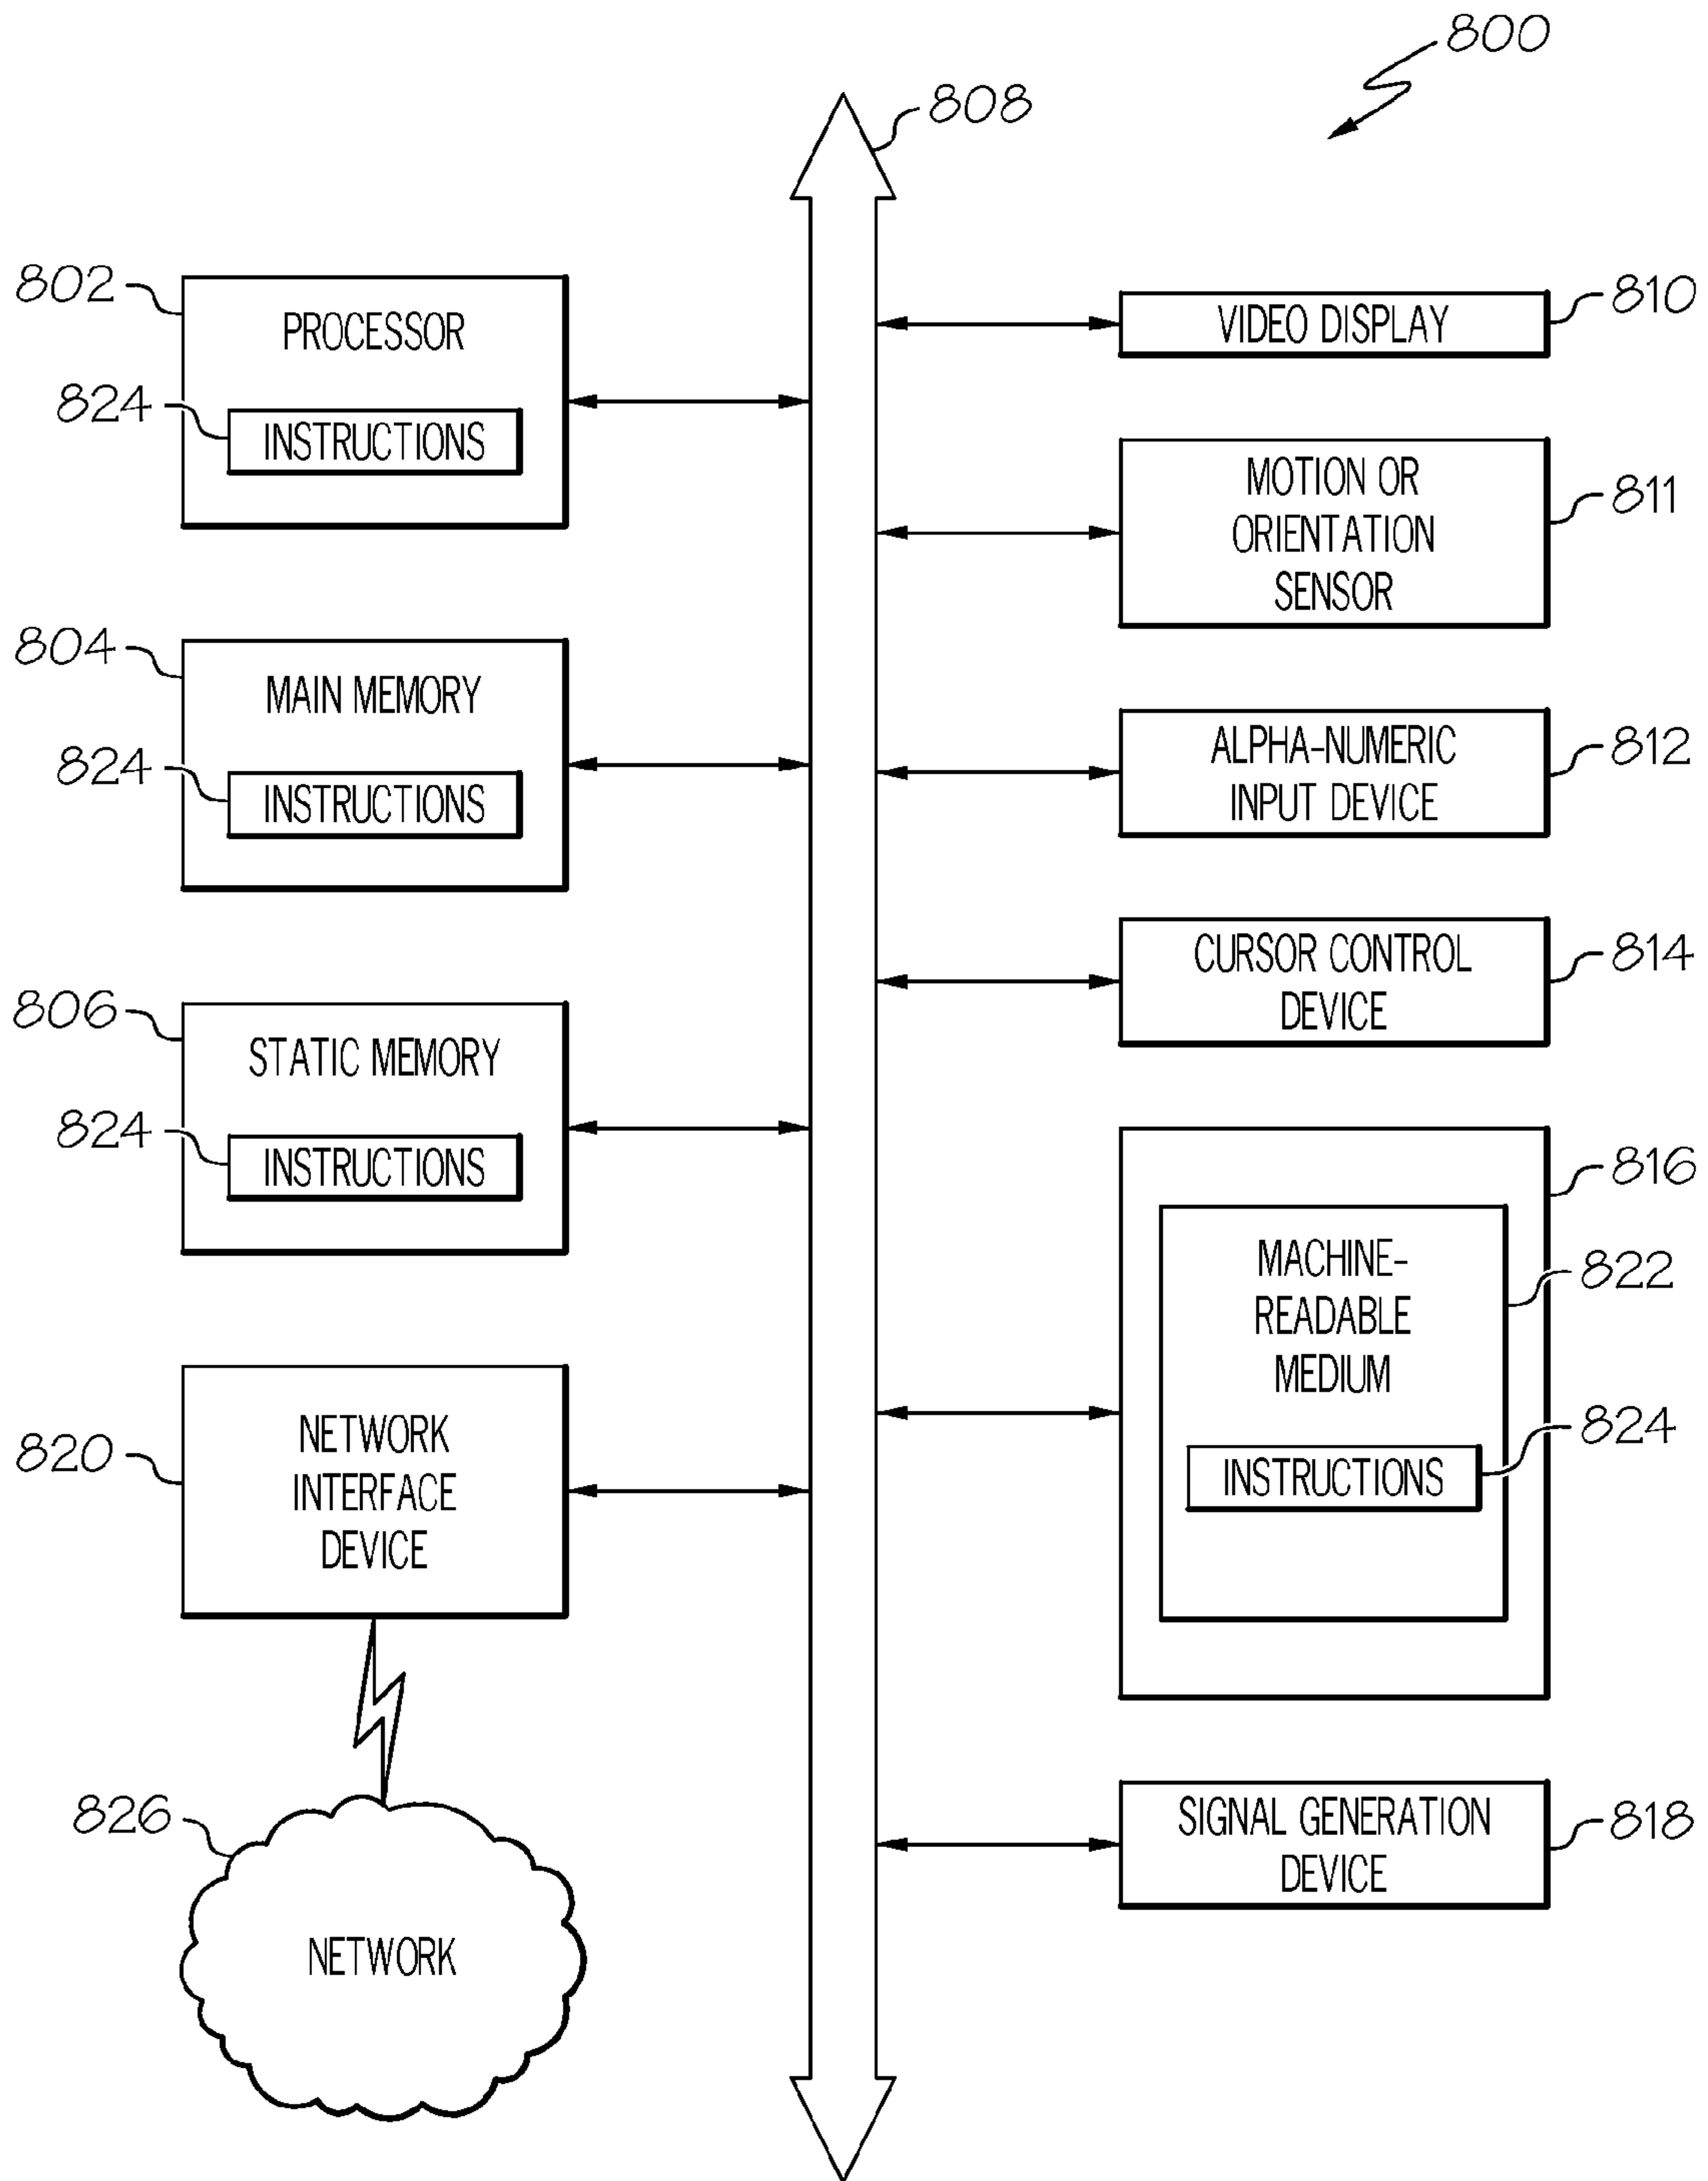 800
808
802
PROCESSOR
824
INSTRUCTIONS
804
MAIN MEMORY
824
INSTRUCTIONS
806
STATIC MEMORY
824
INSTRUCTIONS
820
NETWORK
INTERFACE
DEVICE
826
NETWORK
810
VIDEO DISPLAY
811
MOTION OR
ORIENTATION
SENSOR
812
ALPHA-NUMERIC
INPUT DEVICE
814
CURSOR CONTROL
DEVICE
816
MACHINE-
READABLE
MEDIUM
822
824
INSTRUCTIONS
818
SIGNAL GENERATION
DEVICE